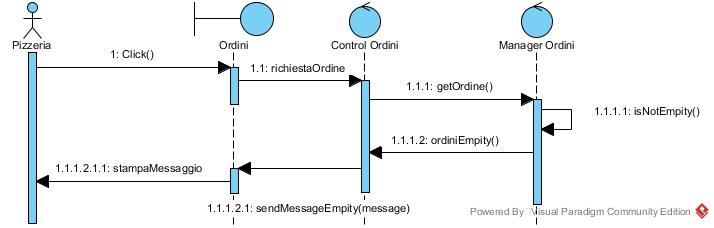 Pizzeria
Ordini
Control Ordini
Manager Ordini
1: Click()
1.1: richiestaOrdine
1.1.1: getOrdine()
1.1.1.1: isNotEmpity()
1.1.1.2: ordiniEmpity()
1.1.1.2.1.1: stampaMessaggio
1.1.1.2.1: sendMessageEmpity(message)
Powered By Visual Paradigm Community Edition